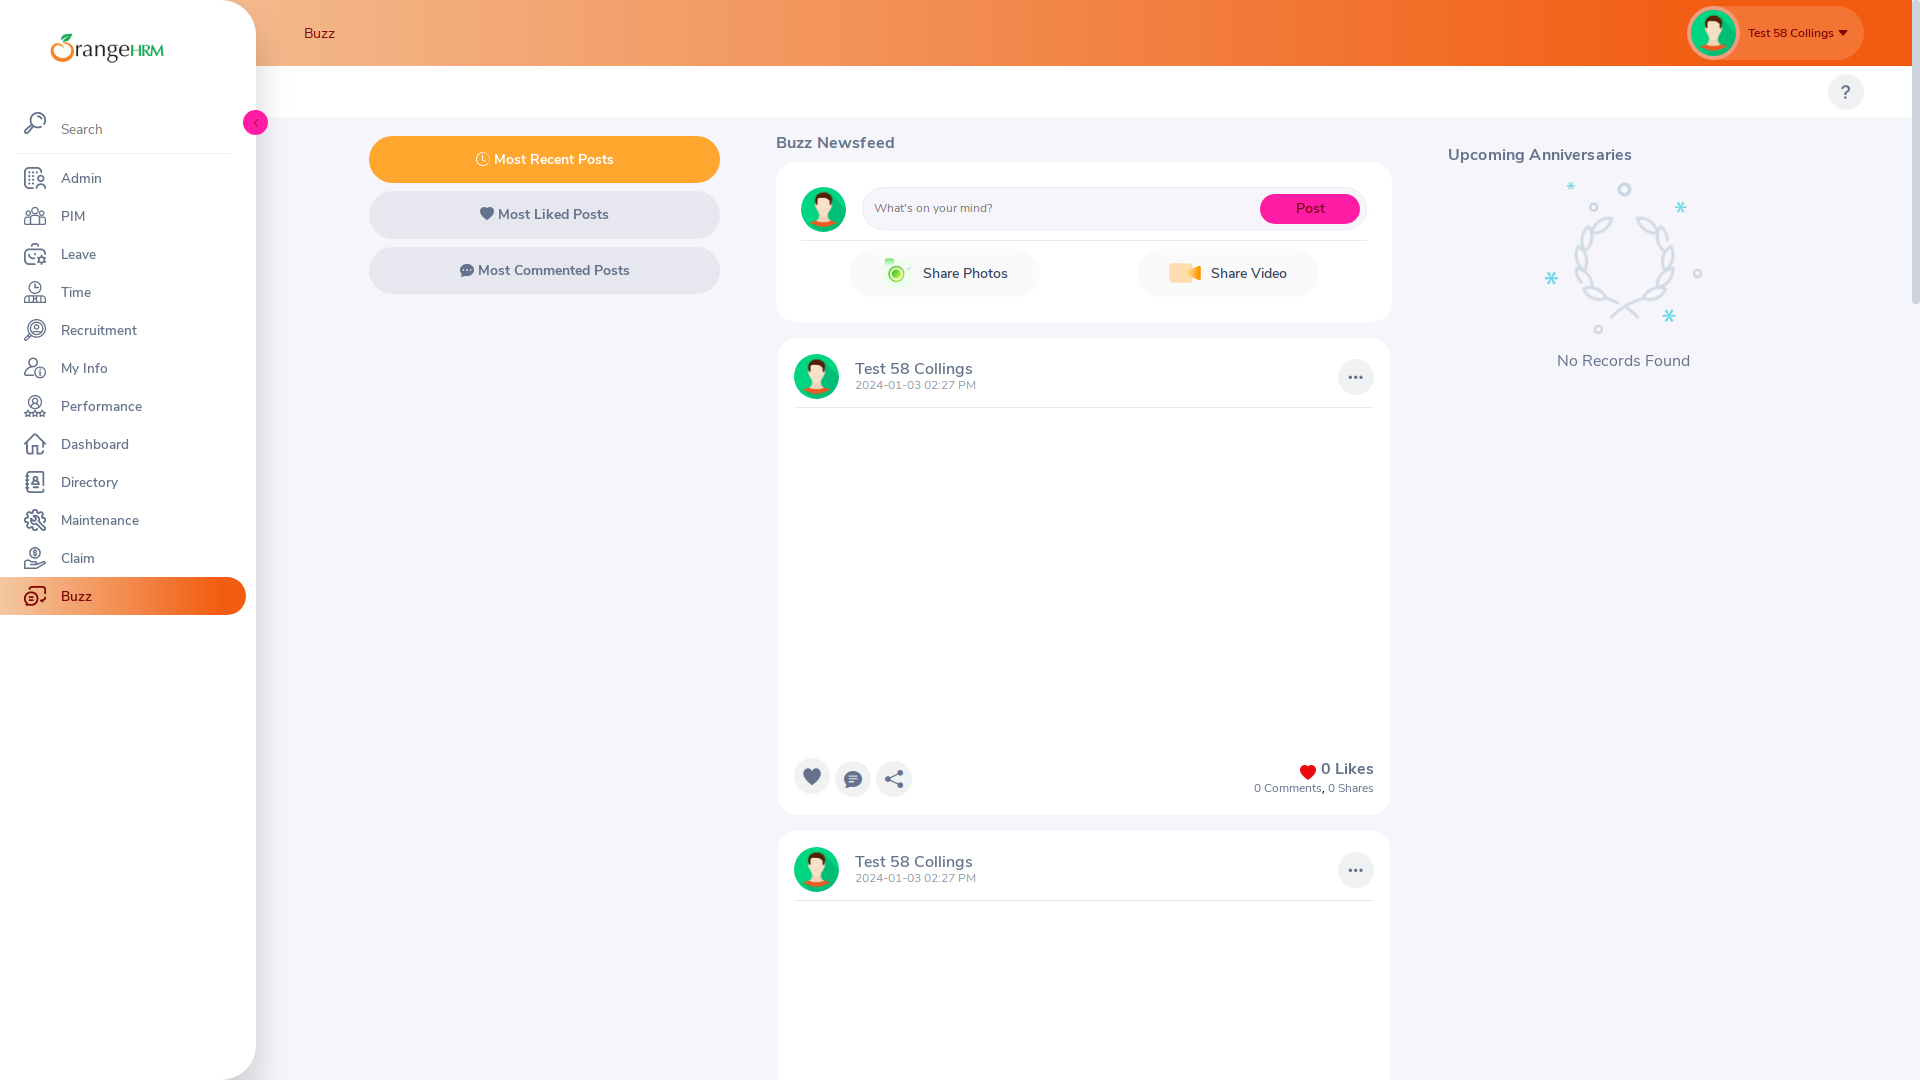 rangeHRM
Search
Admin
PIM
Leave
Time
Recruitment
My Info
Performance
Dashboard
Directory
Maintenance
Claim
Buzz
Buzz
Test 58 Collings
?
Most Recent Posts
Most Liked Posts
Most Commented Posts
Buzz Newsfeed
What's on your mind?
Post
Share Photos
Share Video
Test 58 Collings
2024-01-03 02:27 PM
0 Likes
0 Comments, 0 Shares
Test 58 Collings
2024-01-03 02:27 PM
Upcoming Anniversaries
No Records Found